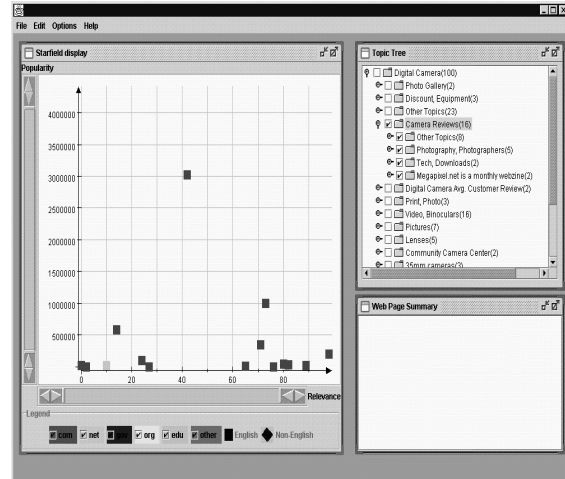 File Edit Options Help
Starfield display
Popularity
4000000
3500000
3000000
2500000
2000000
1500000
1000000
500000
0 20 40 60 80
Relevance
Legend
com net gov org edu other English Non-English
Topic Tree
Digital Camera(100)
Photo Gallery(2)
Discount, Equipment(3)
Other Topics(23)
Camera Reviews(16)
Other Topics(8)
Photography, Photographers(5)
Tech, Downloads(2)
Megapixel.net is a monthly webzine(2)
Digital Camera Avg. Customer Review(2)
Print, Photo(3)
Video, Binoculars(16)
Pictures(7)
Lenses(5)
Community Camera Center(2)
35mm cameras(3)
Web Page Summary